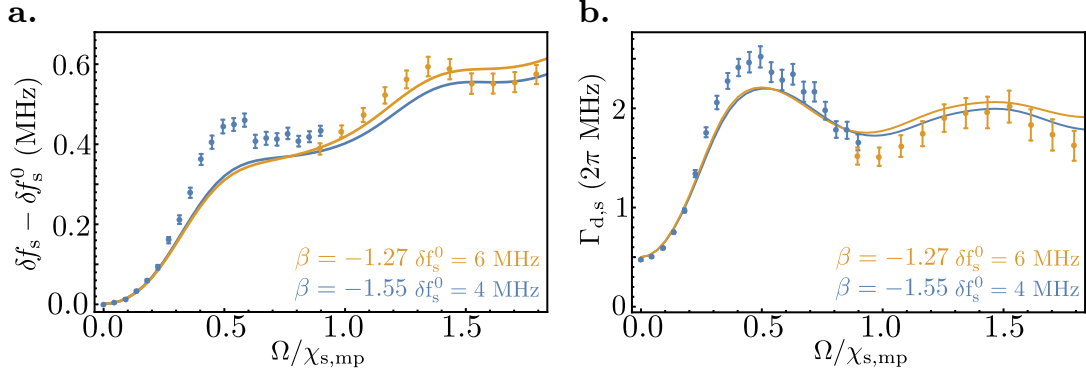 a.
δf_s − δf_s^0 (MHz)
0.6
0.4
0.2
0.0
β = −1.27 δf_s^0 = 6 MHz
β = −1.55 δf_s^0 = 4 MHz
0.0 0.5 1.0 1.5
Ω/χ_s,mp
b.
Γ_d,s (2π MHz)
2
1
0
β = −1.27 δf_s^0 = 6 MHz
β = −1.55 δf_s^0 = 4 MHz
0.0 0.5 1.0 1.5
Ω/χ_s,mp